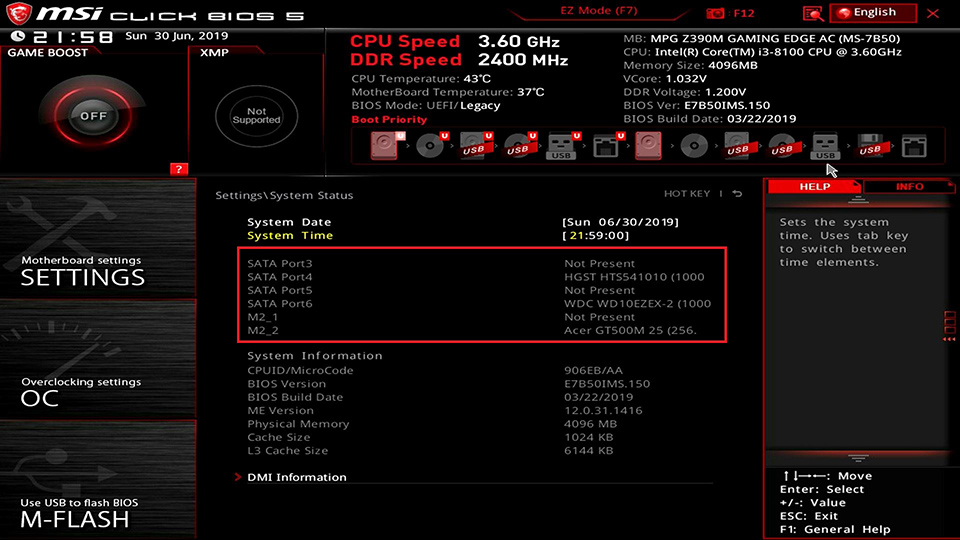 msi CLICK BIOS 5
EZ Mode (F7)
: F12
English
21:58 Sun 30 Jun, 2019
GAME BOOST
XMP
OFF
Not
Supported
?
CPU Speed 3.60 GHz
DDR Speed 2400 MHz
CPU Temperature: 43°C
MotherBoard Temperature: 37°C
BIOS Mode: UEFI/Legacy
Boot Priority
MB: MPG Z390M GAMING EDGE AC (MS-7B50)
CPU: Intel(R) Core(TM) i3-8100 CPU @ 3.60GHz
Memory Size: 4096MB
VCore: 1.032V
DDR Voltage: 1.200V
BIOS Ver: E7B50IMS.150
BIOS Build Date: 03/22/2019
U U U U U U
USB USB USB USB USB USB USB
Motherboard settings
SETTINGS
Overclocking settings
OC
Use USB to flash BIOS
M-FLASH
Settings\System Status
HOT KEY
System Date [Sun 06/30/2019]
System Time [ 21:59:00]
SATA Port3 Not Present
SATA Port4 HGST HTS541010 (1000
SATA Port5 Not Present
SATA Port6 WDC WD10EZEX-2 (1000
M2_1 Not Present
M2_2 Acer GT500M 25 (256.
System Information
CPUID/MicroCode 906EB/AA
BIOS Version E7B50IMS.150
BIOS Build Date 03/22/2019
ME Version 12.0.31.1416
Physical Memory 4096 MB
Cache Size 1024 KB
L3 Cache Size 6144 KB
DMI Information
HELP
INFO
Sets the system
time. Uses tab key
to switch between
time elements.
↑↓→←: Move
Enter: Select
+/-: Value
ESC: Exit
F1: General Help